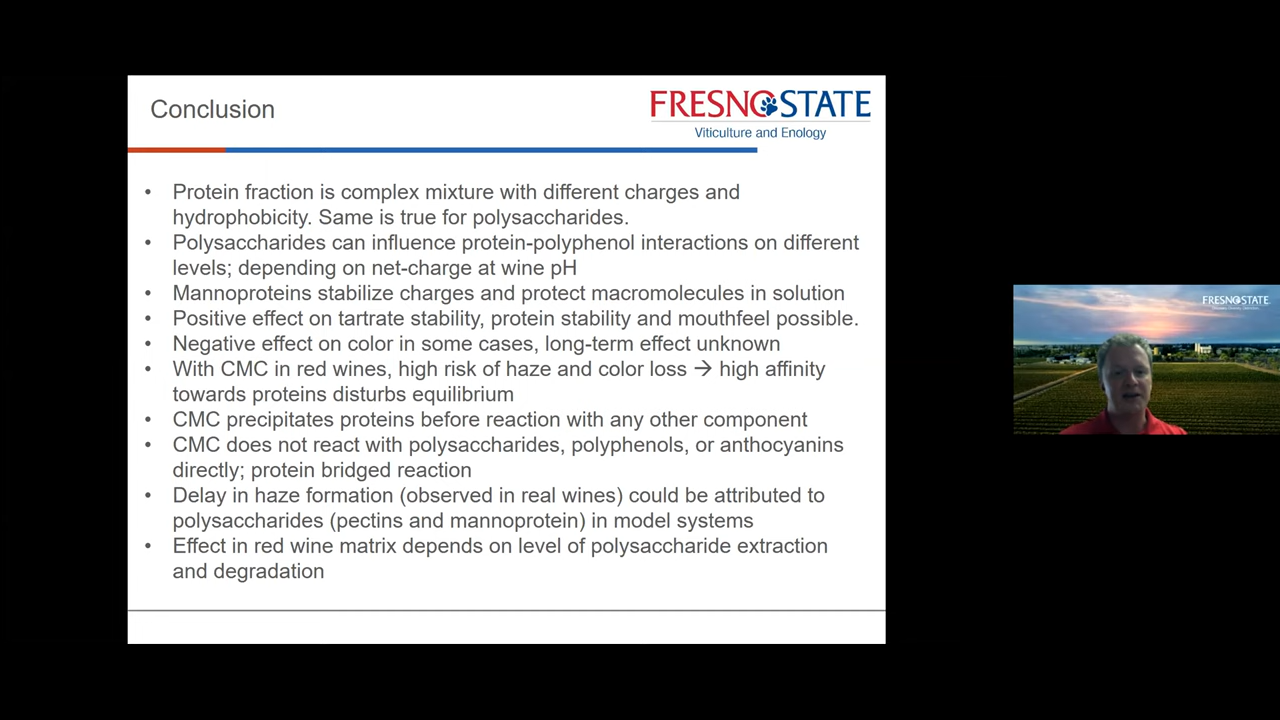 Conclusion
FRESNO STATE
Viticulture and Enology
• Protein fraction is complex mixture with different charges and
hydrophobicity. Same is true for polysaccharides.
• Polysaccharides can influence protein-polyphenol interactions on different
levels; depending on net-charge at wine pH
• Mannoproteins stabilize charges and protect macromolecules in solution
• Positive effect on tartrate stability, protein stability and mouthfeel possible.
• Negative effect on color in some cases, long-term effect unknown
• With CMC in red wines, high risk of haze and color loss → high affinity
towards proteins disturbs equilibrium
• CMC precipitates proteins before reaction with any other component
• CMC does not react with polysaccharides, polyphenols, or anthocyanins
directly; protein bridged reaction
• Delay in haze formation (observed in real wines) could be attributed to
polysaccharides (pectins and mannoprotein) in model systems
• Effect in red wine matrix depends on level of polysaccharide extraction
and degradation
FRESNO STATE